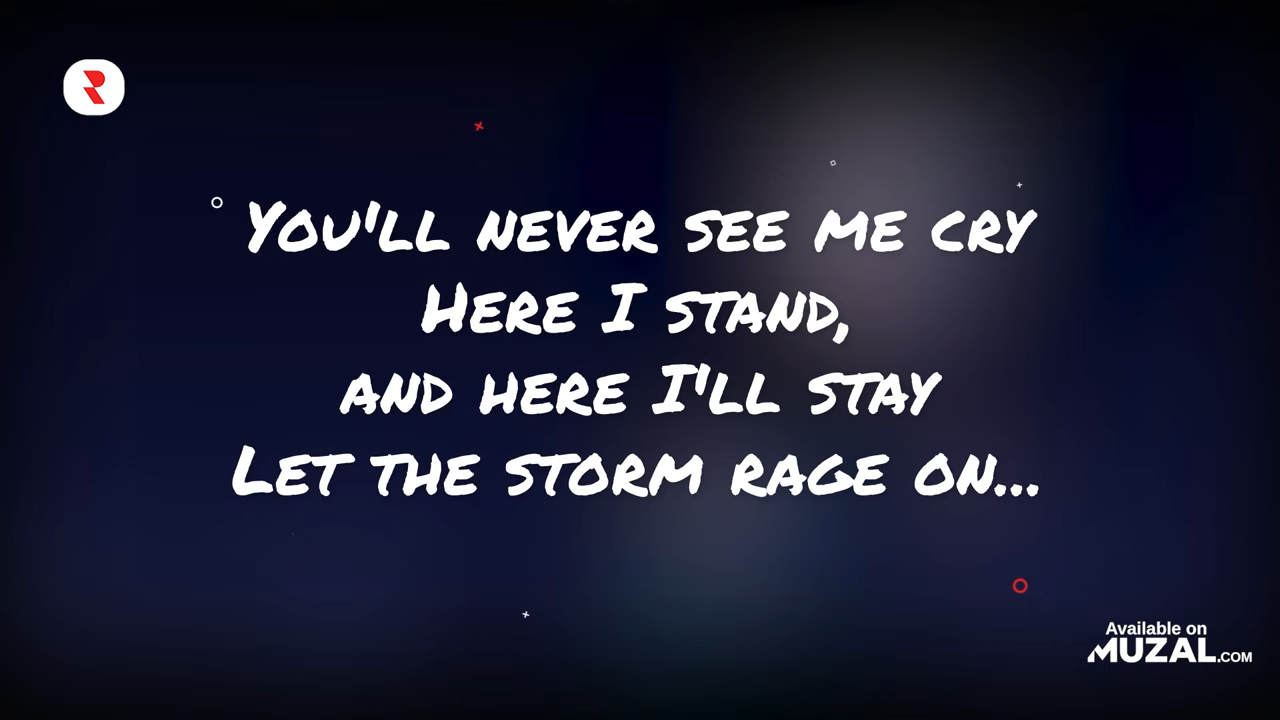 You'll never see me cry
Here I stand,
and here I'll stay
Let the storm rage on...
Available on
MUZAL.COM